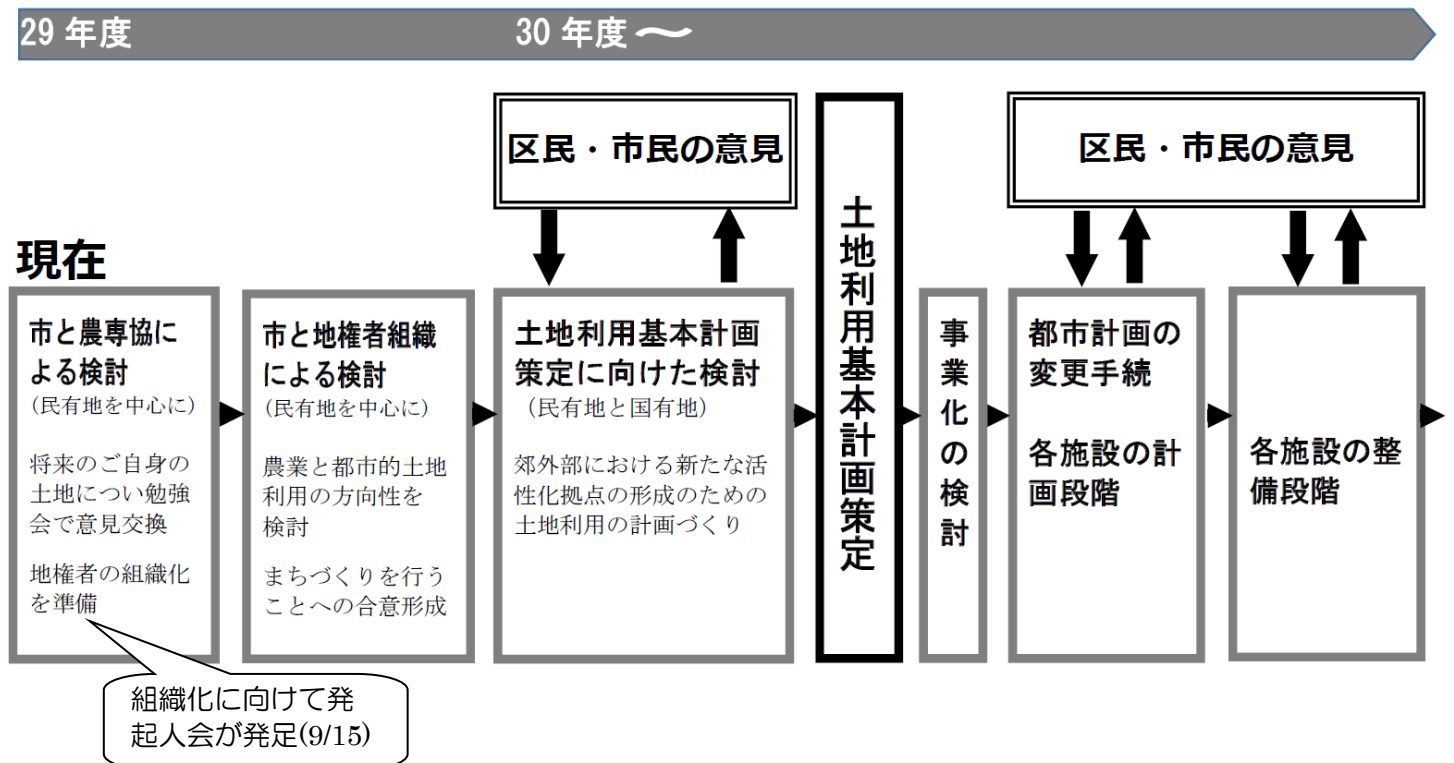 29 年度
30 年度 ～
区民・市民の意見
区民・市民の意見
現在
市と農専協に
よる検討
(民有地を中心に)
将来のご自身の
土地につい勉強
会で意見交換
地権者の組織化
を準備
組織化に向けて発
起人会が発足(9/15)
市と地権者組織
による検討
(民有地を中心に)
農業と都市的土地
利用の方向性を
検討
まちづくりを行う
ことへの合意形成
土地利用基本計画
策定に向けた検討
(民有地と国有地)
郊外部における新たな活
性化拠点の形成のための
土地利用の計画づくり
土地利用基本計画策定
事業化の検討
都市計画の
変更手続
各施設の計
画段階
各施設の整
備段階